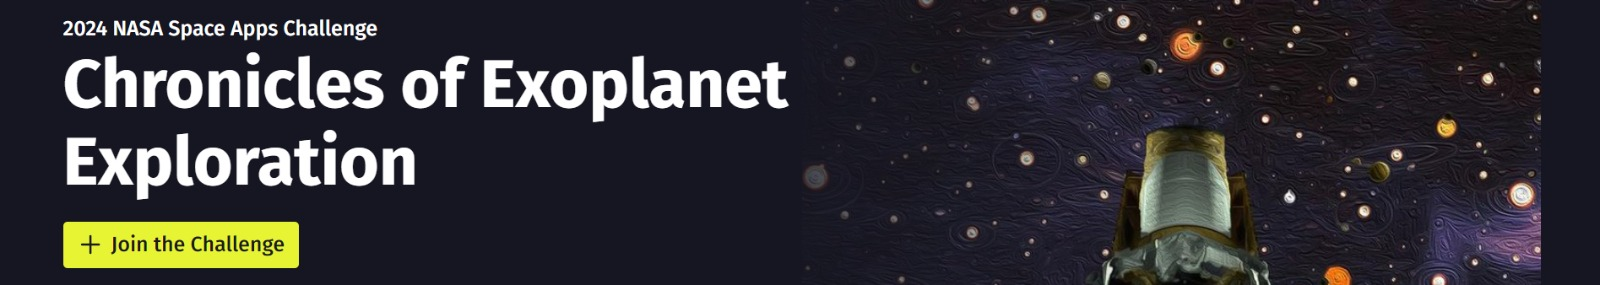 2024 NASA Space Apps Challenge
Chronicles of Exoplanet
Exploration
+ Join the Challenge